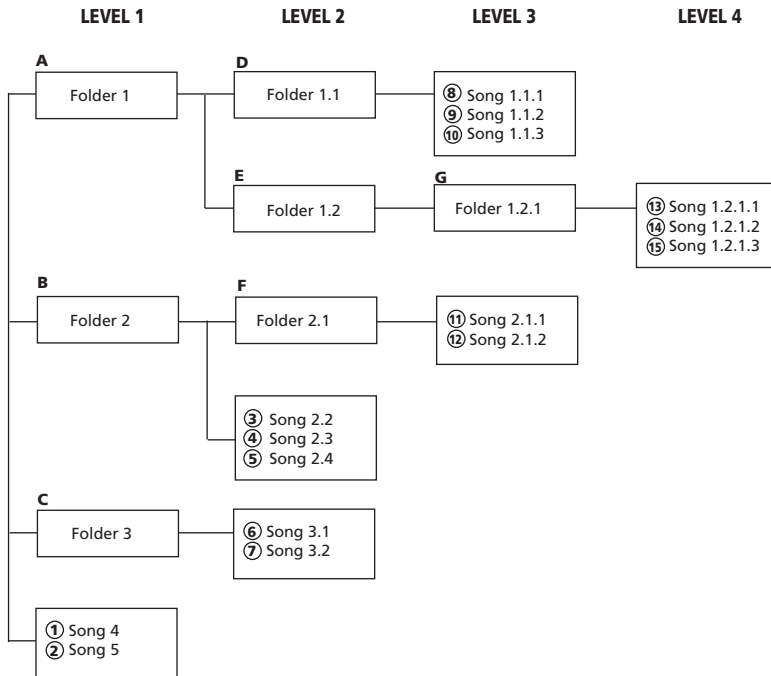 LEVEL 1 LEVEL 2 LEVEL 3 LEVEL 4
A
Folder 1
D
Folder 1.1
⑧ Song 1.1.1
⑨ Song 1.1.2
⑩ Song 1.1.3
E
Folder 1.2
G
Folder 1.2.1
⑬ Song 1.2.1.1
⑭ Song 1.2.1.2
⑮ Song 1.2.1.3
B
Folder 2
F
Folder 2.1
⑪ Song 2.1.1
⑫ Song 2.1.2
③ Song 2.2
④ Song 2.3
⑤ Song 2.4
C
Folder 3
⑥ Song 3.1
⑦ Song 3.2
① Song 4
② Song 5